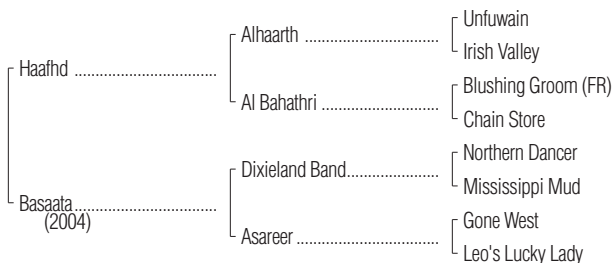 Unfuwain
Alhaarth ................................
Irish Valley
Haafhd ..................................
Blushing Groom (FR)
Al Bahathri ............................
Chain Store
Northern Dancer
Dixieland Band......................
Mississippi Mud
Basaata..................................
(2004)
Gone West
Asareer ..................................
Leo's Lucky Lady